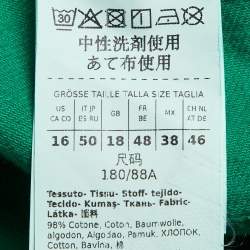 30
中性洗剤使用
あて布使用
GRÖSSE TAILLE TALLA SIZE TAGLIA
US CA CO
IT JP ES RU
GB
FR BE
MX
CH NL AT DE
16 50 18 48 38 46
尺码
180/88A
Tessuto- Tissu- Stoff- tejido-
Tecido- Kumaş- Ткань- Fabric-
Látka- 面料
98% Cotone, Coton, Baumwolle,
algodon, Algodao, Pamuk, ХЛОПОК,
Cotton, Bavlna, 棉